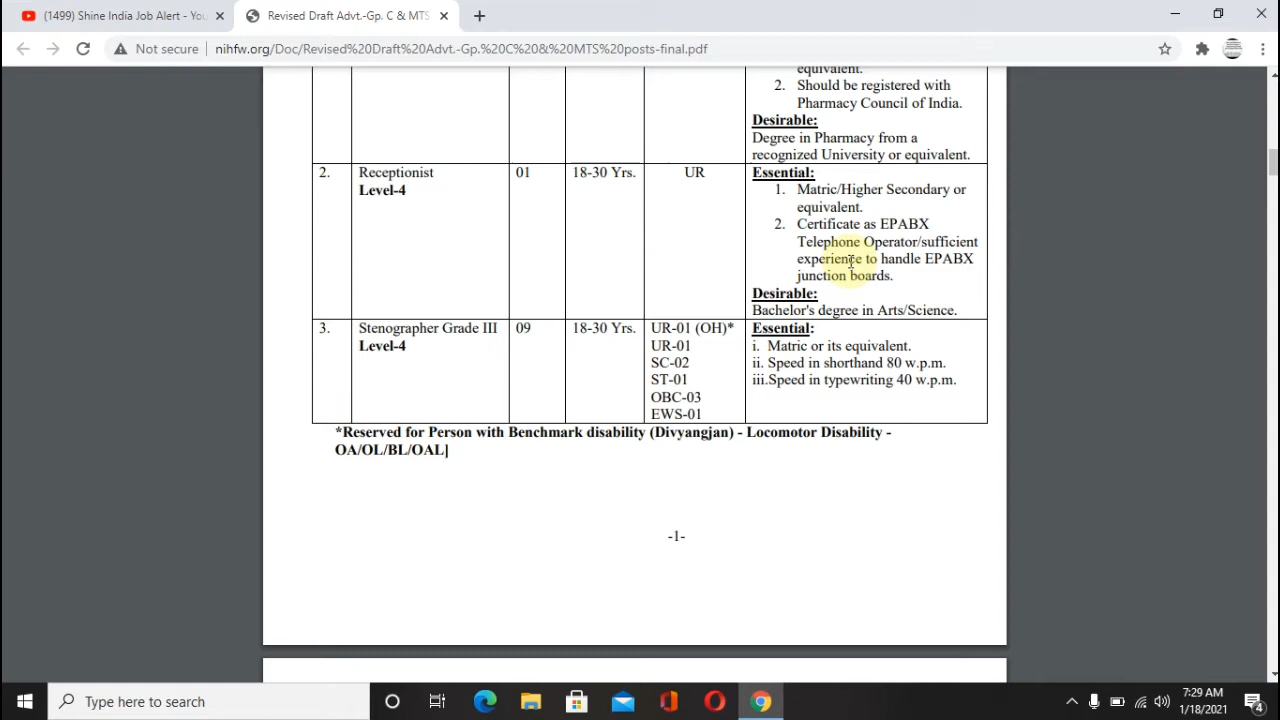 (1499) Shine India Job Alert - You
Revised Draft Advt.-Gp. C & MTS
Not secure
nihfw.org/Doc/Revised%20Draft%20Advt.-Gp.%20C%20&%20MTS%20posts-final.pdf
equivalent.
2. Should be registered with
Pharmacy Council of India.
Desirable:
Degree in Pharmacy from a
recognized University or equivalent.
2.
Receptionist
Level-4
01
18-30 Yrs.
UR
Essential:
1. Matric/Higher Secondary or
equivalent.
2. Certificate as EPABX
Telephone Operator/sufficient
experience to handle EPABX
junction boards.
Desirable:
Bachelor's degree in Arts/Science.
3.
Stenographer Grade III
Level-4
09
18-30 Yrs.
UR-01 (OH)*
UR-01
SC-02
ST-01
OBC-03
EWS-01
Essential:
i. Matric or its equivalent.
ii. Speed in shorthand 80 w.p.m.
iii.Speed in typewriting 40 w.p.m.
*Reserved for Person with Benchmark disability (Divyangjan) - Locomotor Disability -
OA/OL/BL/OAL]
-1-
Type here to search
7:29 AM
1/18/2021
4